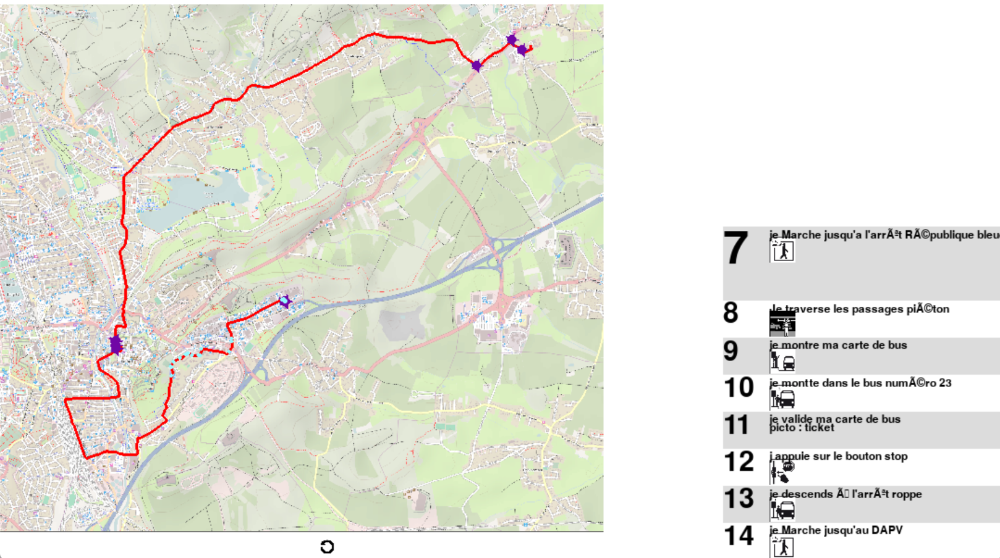 7
je Marche jusqu'a l'arrÃªt RÃ©publique bleu
8
Je traverse les passages piÃ©ton
9
je montre ma carte de bus
10
je montte dans le bus numÃ©ro 23
11
je valide ma carte de bus
picto : ticket
12
j appuie sur le bouton stop
13
je descends Ã l'arrÃªt roppe
14
je Marche jusqu'au DAPV